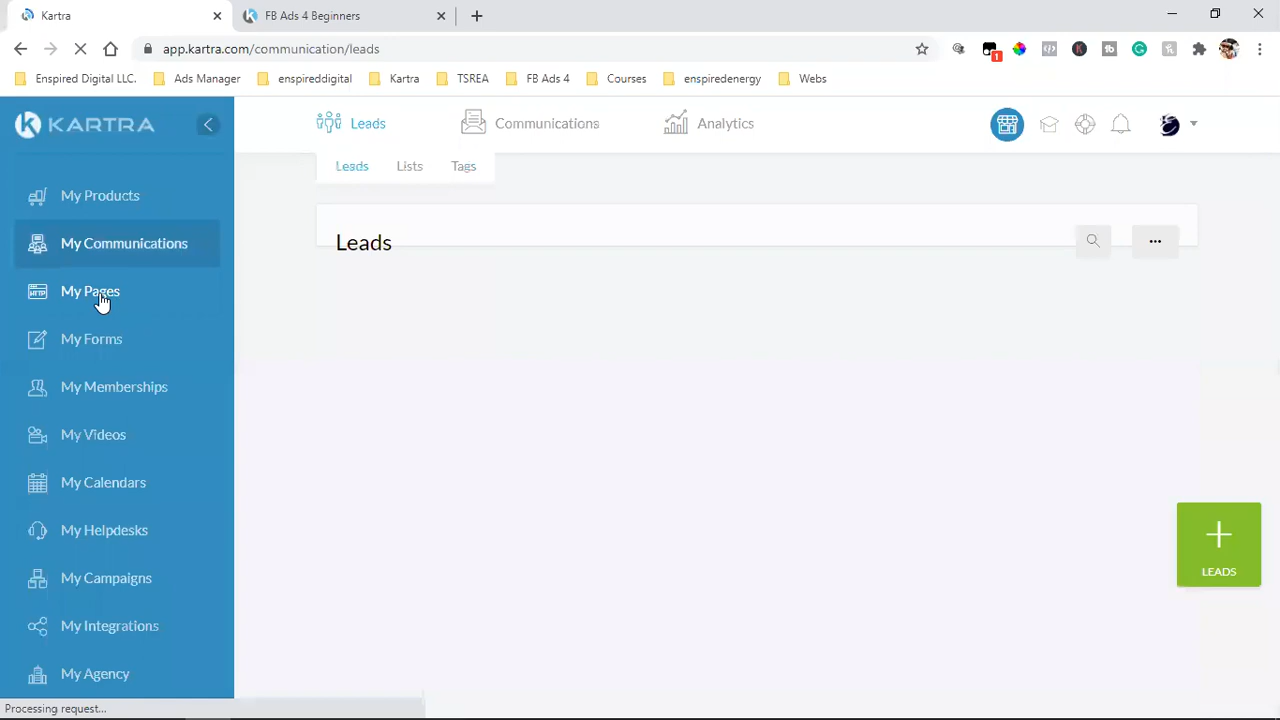 Kartra
FB Ads 4 Beginners
app.kartra.com/communication/leads
1
Enspired Digital LLC.
Ads Manager
enspireddigital
Kartra
TSREA
FB Ads 4
Courses
enspiredenergy
Webs
KARTRA
Leads
Communications
Analytics
Leads
Lists
Tags
My Products
My Communications
My Pages
My Forms
My Memberships
My Videos
My Calendars
My Helpdesks
My Campaigns
My Integrations
My Agency
Leads
LEADS
Processing request...